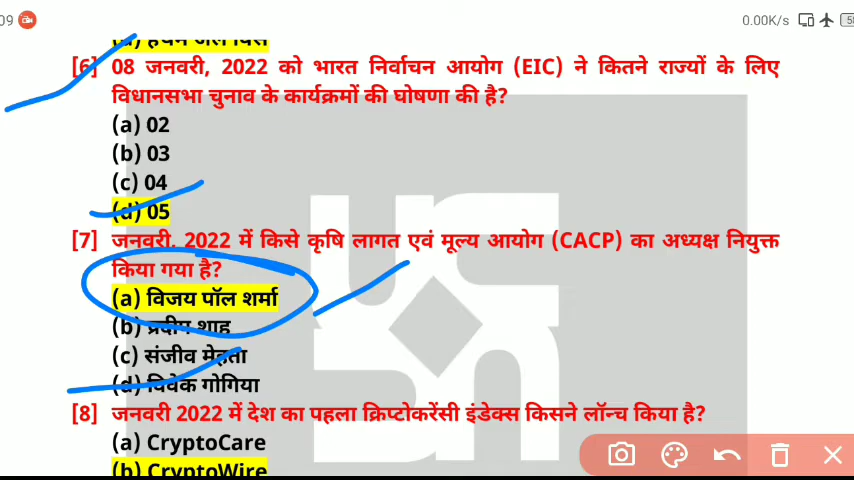 09
0.00K/s
[6] 08 जनवरी, 2022 को भारत निर्वाचन आयोग (EIC) ने कितने राज्यों के लिए
विधानसभा चुनाव के कार्यक्रमों की घोषणा की है?
(a) 02
(b) 03
(c) 04
(d) 05
[7] जनवरी, 2022 में किसे कृषि लागत एवं मूल्य आयोग (CACP) का अध्यक्ष नियुक्त
किया गया है?
(a) विजय पॉल शर्मा
(b) प्रदीप शाह
(c) संजीव मेहता
(d) विवेक गोगिया
[8] जनवरी 2022 में देश का पहला क्रिप्टोकरेंसी इंडेक्स किसने लॉन्च किया है?
(a) CryptoCare
(b) CryptoWire